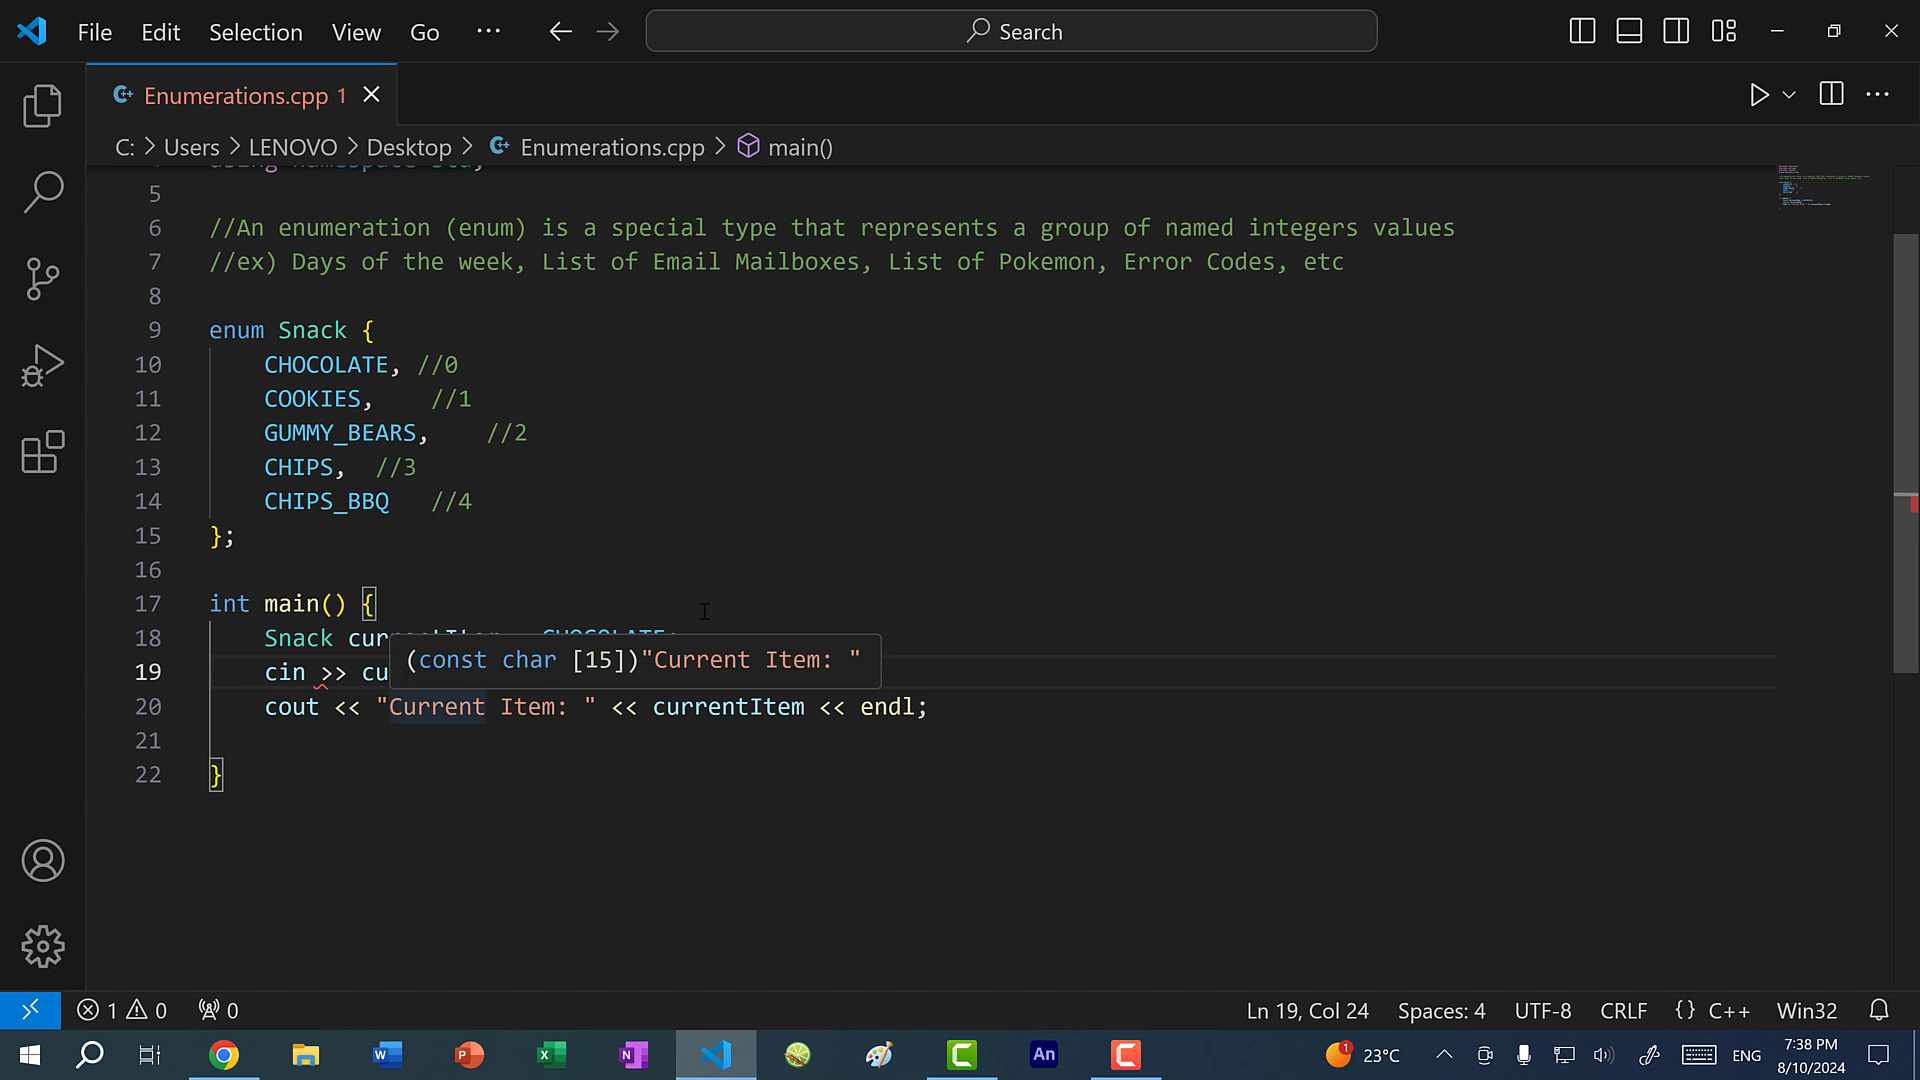 File Edit Selection View Go ··· Search
Enumerations.cpp 1
C: > Users > LENOVO > Desktop > Enumerations.cpp > main()
5
6 //An enumeration (enum) is a special type that represents a group of named integers values
7 //ex) Days of the week, List of Email Mailboxes, List of Pokemon, Error Codes, etc
8
9 enum Snack {
10 CHOCOLATE, //0
11 COOKIES, //1
12 GUMMY_BEARS, //2
13 CHIPS, //3
14 CHIPS_BBQ //4
15 };
16
17 int main() {
18 Snack
(const char [15])"Current Item: "
19 cin >> cu
20 cout << "Current Item: " << currentItem << endl;
21
22 }
1 0 0 Ln 19, Col 24 Spaces: 4 UTF-8 CRLF {} C++ Win32
An 1 23°C ENG 7:38 PM
8/10/2024